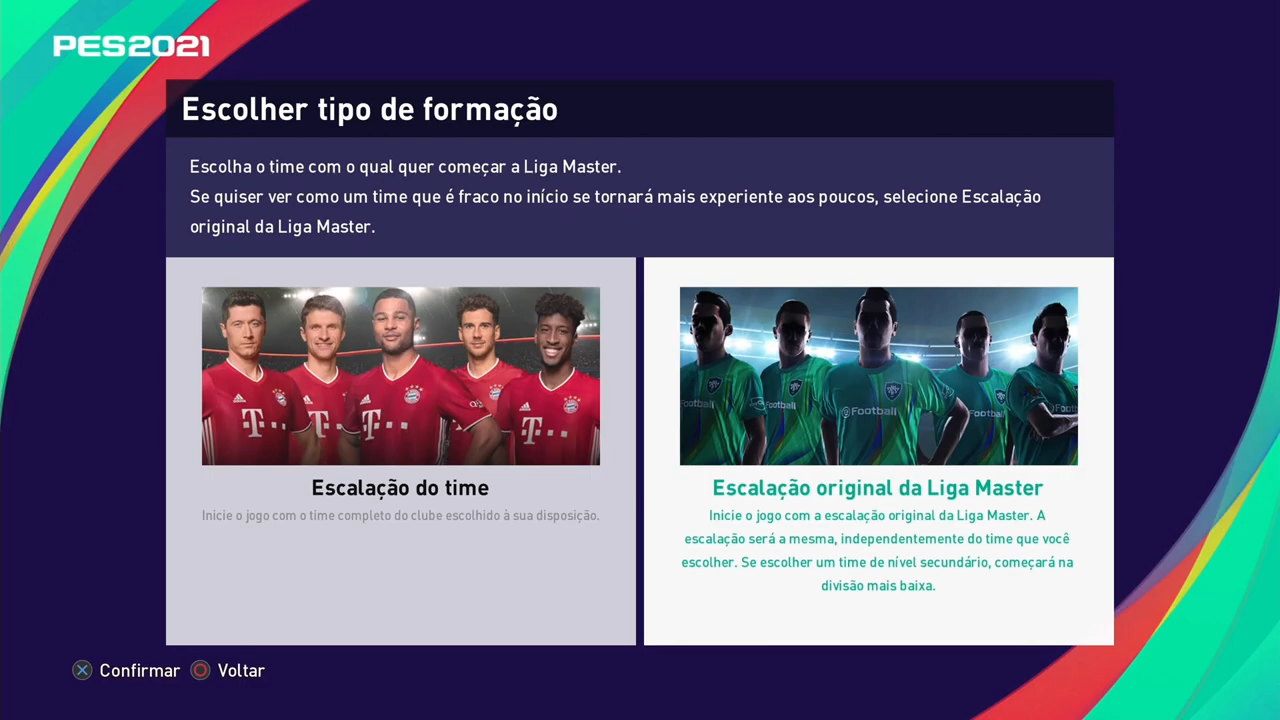 PES2021
Escolher tipo de formação
Escolha o time com o qual quer começar a Liga Master.
Se quiser ver como um time que é fraco no início se tornará mais experiente aos poucos, selecione Escalação
original da Liga Master.
T
T
T
Football
Football
eFootball
Football
Escalação do time
Inicie o jogo com o time completo do clube escolhido à sua disposição.
Escalação original da Liga Master
Inicie o jogo com a escalação original da Liga Master. A
escalação será a mesma, independentemente do time que você
escolher. Se escolher um time de nível secundário, começará na
divisão mais baixa.
Confirmar
Voltar